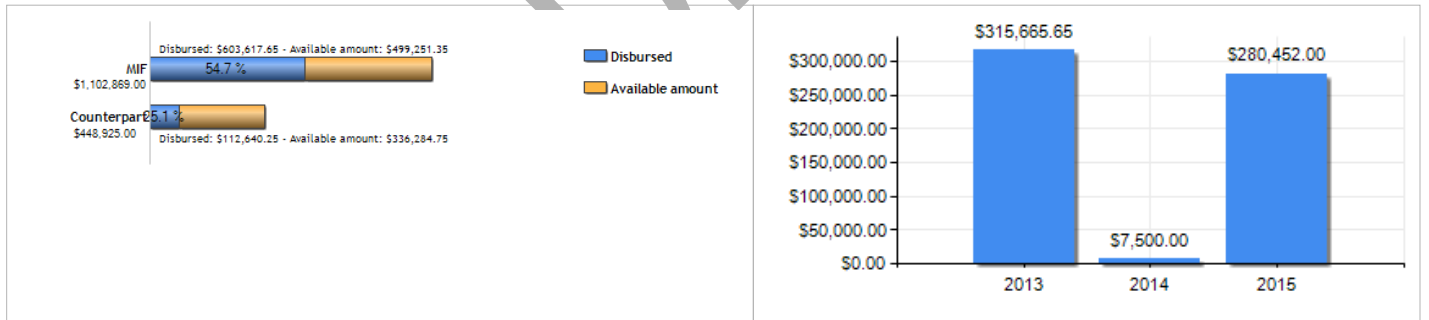 Disbursed: $603,617.65 - Available amount: $499,251.35
MIF
54.7 %
$1,102,869.00
Counterpart
25.1 %
$448,925.00
Disbursed: $112,640.25 - Available amount: $336,284.75
Disbursed
Available amount
$315,665.65
$280,452.00
$7,500.00
$300,000.00
$250,000.00
$200,000.00
$150,000.00
$100,000.00
$50,000.00
$0.00
2013
2014
2015